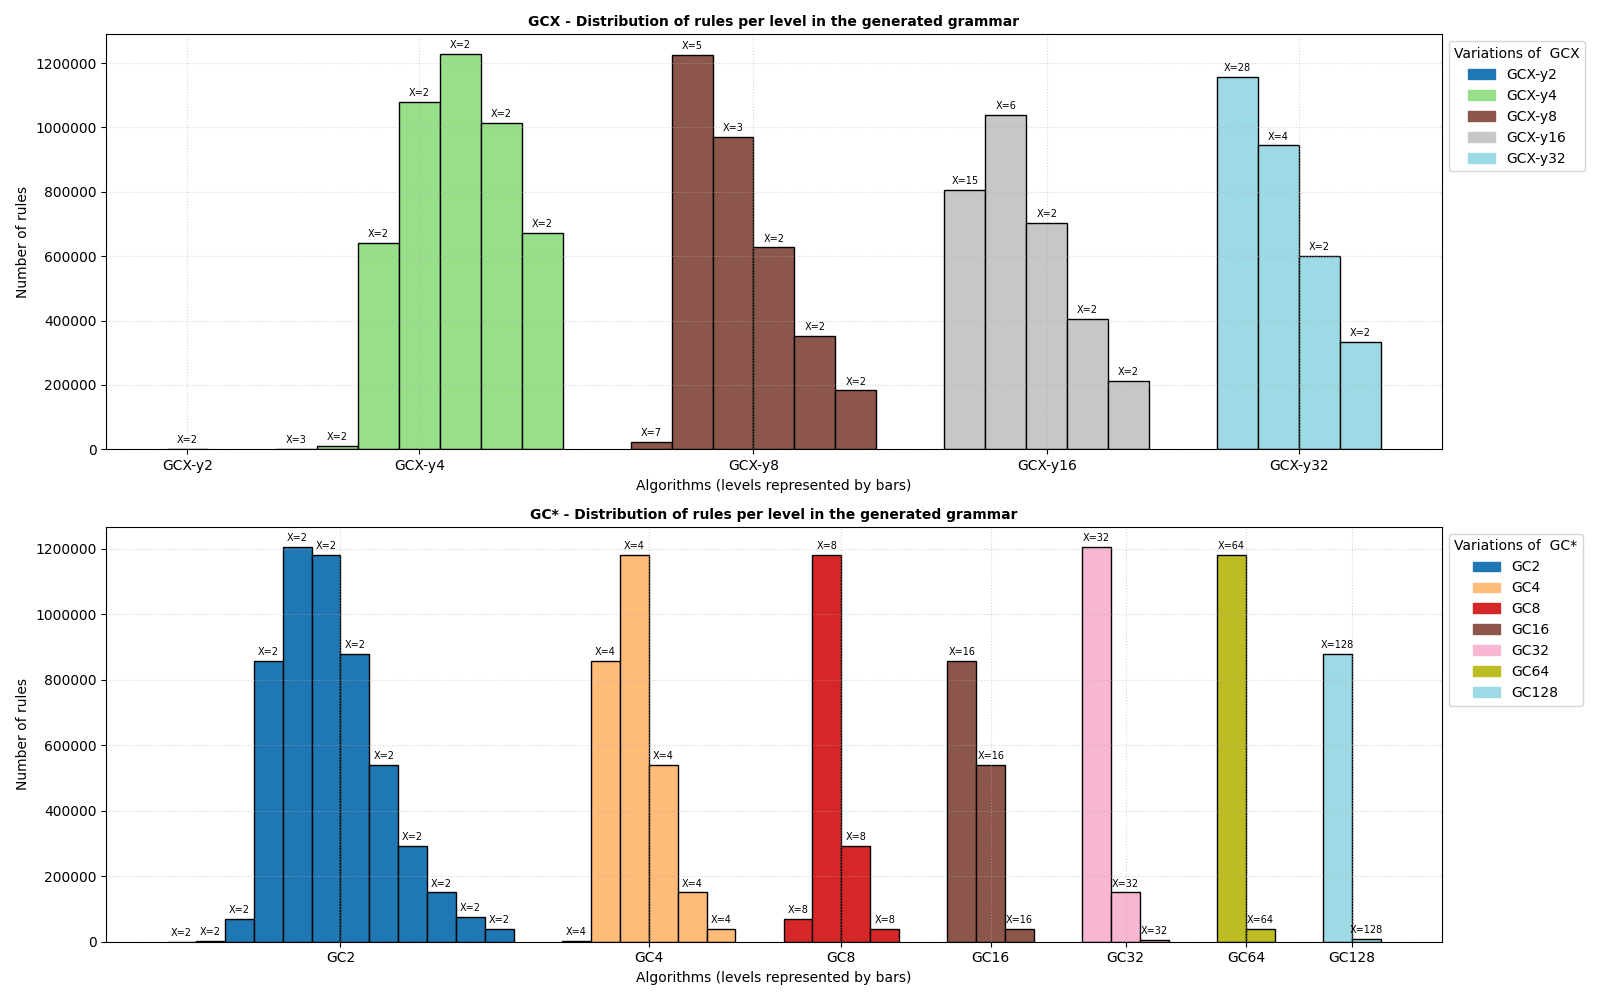 GCX - Distribution of rules per level in the generated grammar
Number of rules
1200000
1000000
800000
600000
400000
200000
0
X=2
X=3
X=2
X=2
X=2
X=2
X=2
X=2
X=7
X=5
X=3
X=2
X=2
X=2
X=15
X=6
X=2
X=2
X=2
X=28
X=4
X=2
X=2
GCX-y2
GCX-y4
GCX-y8
GCX-y16
GCX-y32
Algorithms (levels represented by bars)
Variations of  GCX
GCX-y2
GCX-y4
GCX-y8
GCX-y16
GCX-y32
GC* - Distribution of rules per level in the generated grammar
Number of rules
1200000
1000000
800000
600000
400000
200000
0
X=2
X=2
X=2
X=2
X=2
X=2
X=2
X=2
X=2
X=2
X=2
X=2
X=4
X=4
X=4
X=4
X=4
X=4
X=8
X=8
X=8
X=8
X=16
X=16
X=16
X=32
X=32
X=32
X=64
X=64
X=128
X=128
GC2
GC4
GC8
GC16
GC32
GC64
GC128
Algorithms (levels represented by bars)
Variations of  GC*
GC2
GC4
GC8
GC16
GC32
GC64
GC128